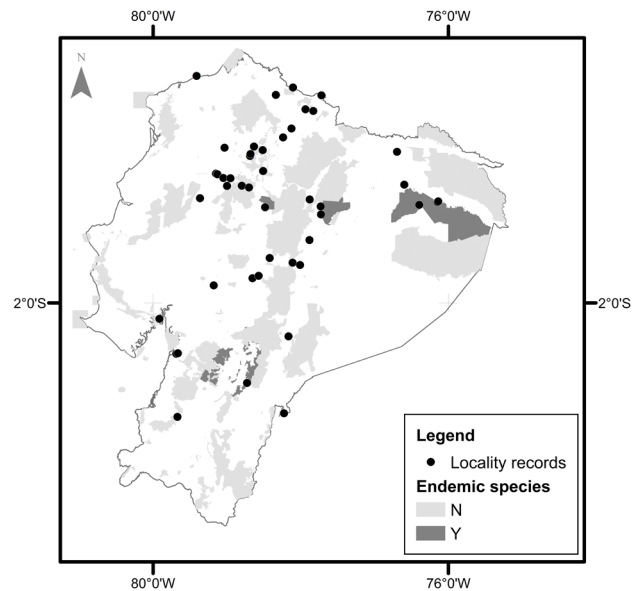 80°0'W
76°0'W
N
2°0'S
2°0'S
Legend
Locality records
Endemic species
N
Y
80°0'W
76°0'W